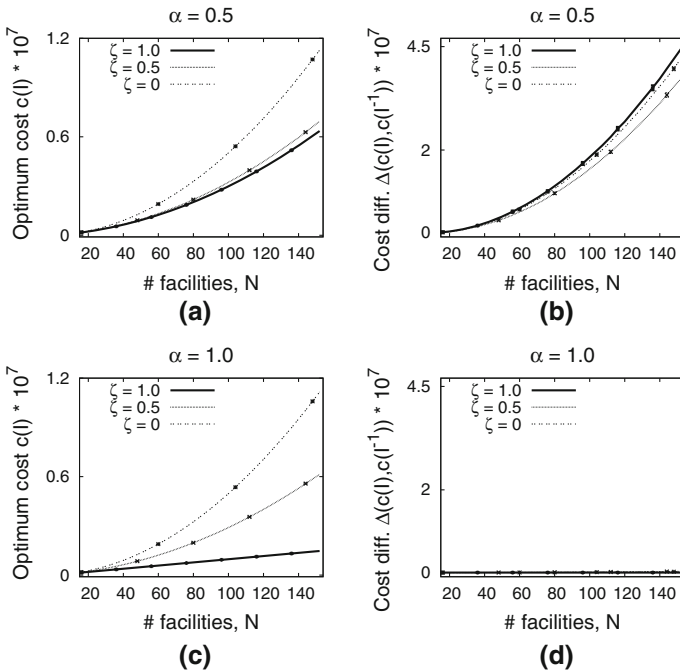 α = 0.5
Optimum cost c(I) * 10^7
1.2
0.6
0
ζ = 1.0
ζ = 0.5
ζ = 0
20 40 60 80 100 120 140
# facilities, N
(a)
α = 0.5
Cost diff. Δ(c(I),c(I^-1)) * 10^7
4.5
2
0
ζ = 1.0
ζ = 0.5
ζ = 0
20 40 60 80 100 120 140
# facilities, N
(b)
α = 1.0
Optimum cost c(I) * 10^7
1.2
0.6
0
ζ = 1.0
ζ = 0.5
ζ = 0
20 40 60 80 100 120 140
# facilities, N
(c)
α = 1.0
Cost diff. Δ(c(I),c(I^-1)) * 10^7
4.5
2
0
ζ = 1.0
ζ = 0.5
ζ = 0
20 40 60 80 100 120 140
# facilities, N
(d)